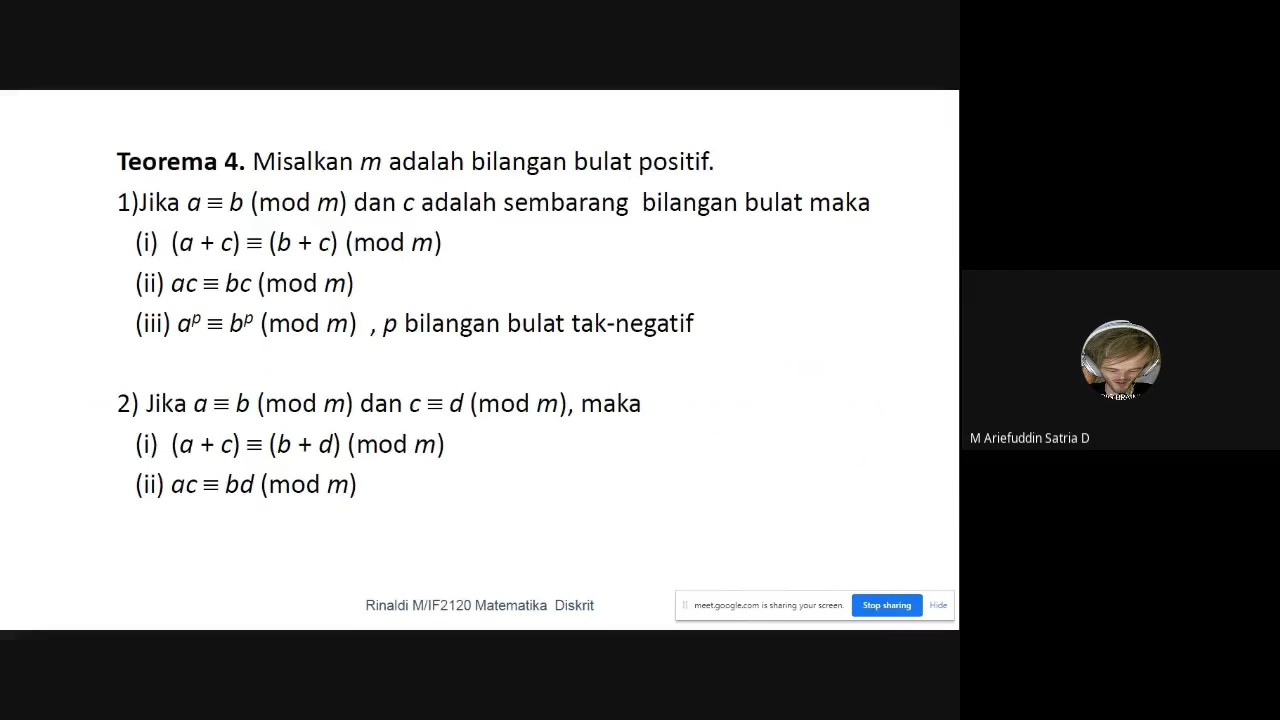 Teorema 4. Misalkan m adalah bilangan bulat positif.
1)Jika a ≡ b (mod m) dan c adalah sembarang bilangan bulat maka
(i) (a + c) ≡ (b + c) (mod m)
(ii) ac ≡ bc (mod m)
(iii) aᵖ ≡ bᵖ (mod m) , p bilangan bulat tak-negatif
2) Jika a ≡ b (mod m) dan c ≡ d (mod m), maka
(i) (a + c) ≡ (b + d) (mod m)
(ii) ac ≡ bd (mod m)
Rinaldi M/IF2120 Matematika Diskrit
meet.google.com is sharing your screen. Stop sharing Hide
M Ariefuddin Satria D